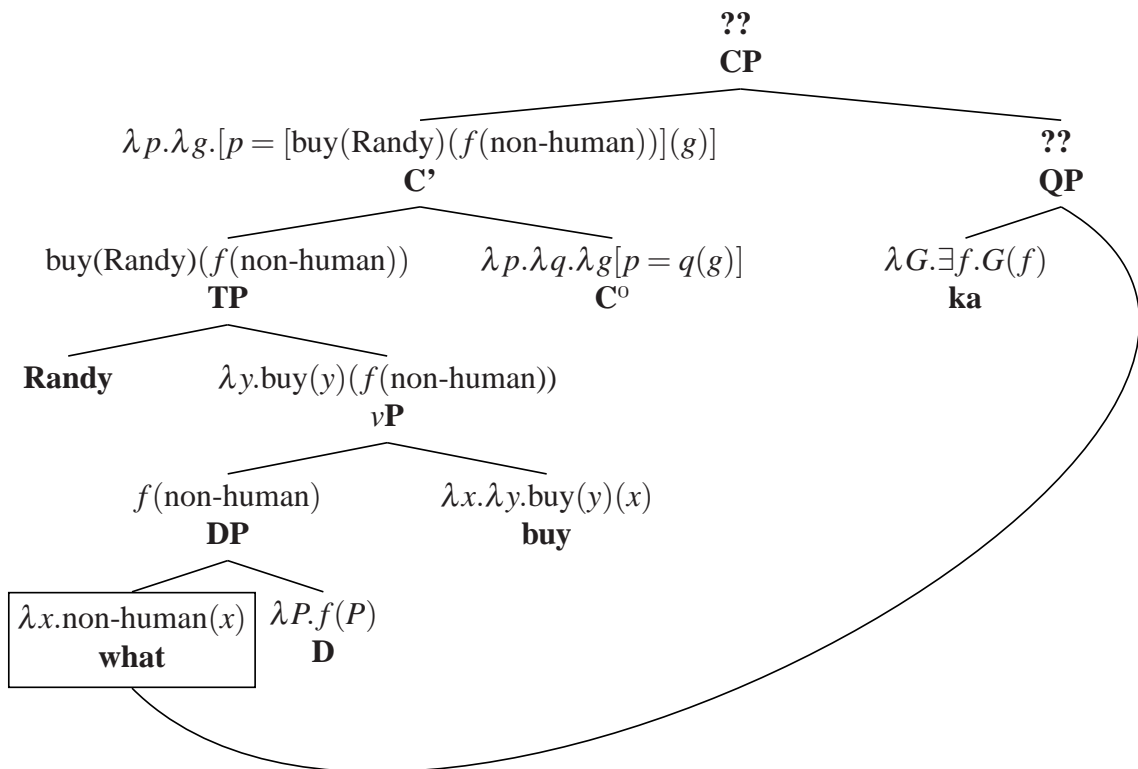 ??
CP
λp.λg.[p = [buy(Randy)(f(non-human))](g)] ??
C’ QP
buy(Randy)(f(non-human)) λp.λq.λg[p = q(g)] λG.∃f.G(f)
TP C⁰ ka
Randy λy.buy(y)(f(non-human))
vP
f(non-human) λx.λy.buy(y)(x)
DP buy
λx.non-human(x) λP.f(P)
what D